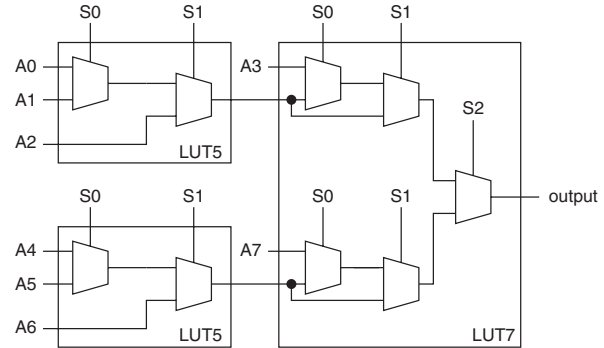 S0 S1 S0 S1
A0 A3
A1
S2
A2
LUT5
output
S0 S1 S0 S1
A4 A7
A5
A6
LUT5 LUT7